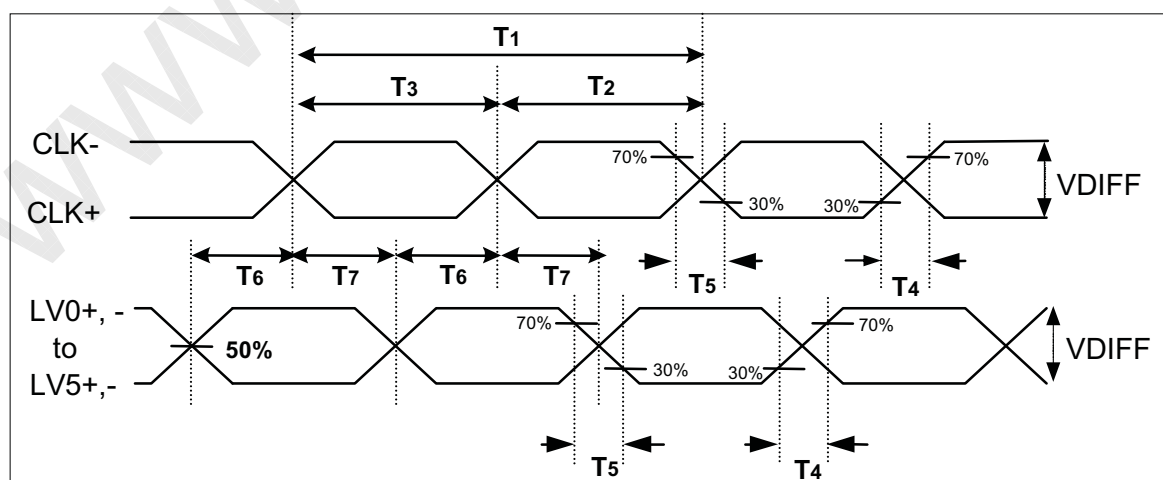 www
T1
T3 T2
CLK-
70% 70%
VDIFF
CLK+
30% 30%
T6 T7 T6 T7
T5 T4
LV0+, -
70% 70%
to
50%
VDIFF
30% 30%
LV5+,-
T5 T4